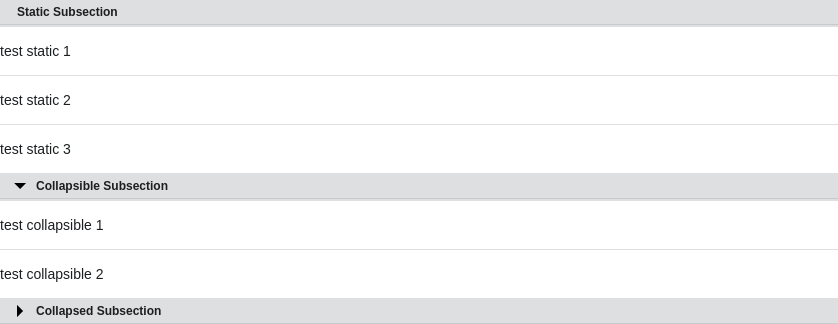 Static Subsection
test static 1
test static 2
test static 3
Collapsible Subsection
test collapsible 1
test collapsible 2
Collapsed Subsection